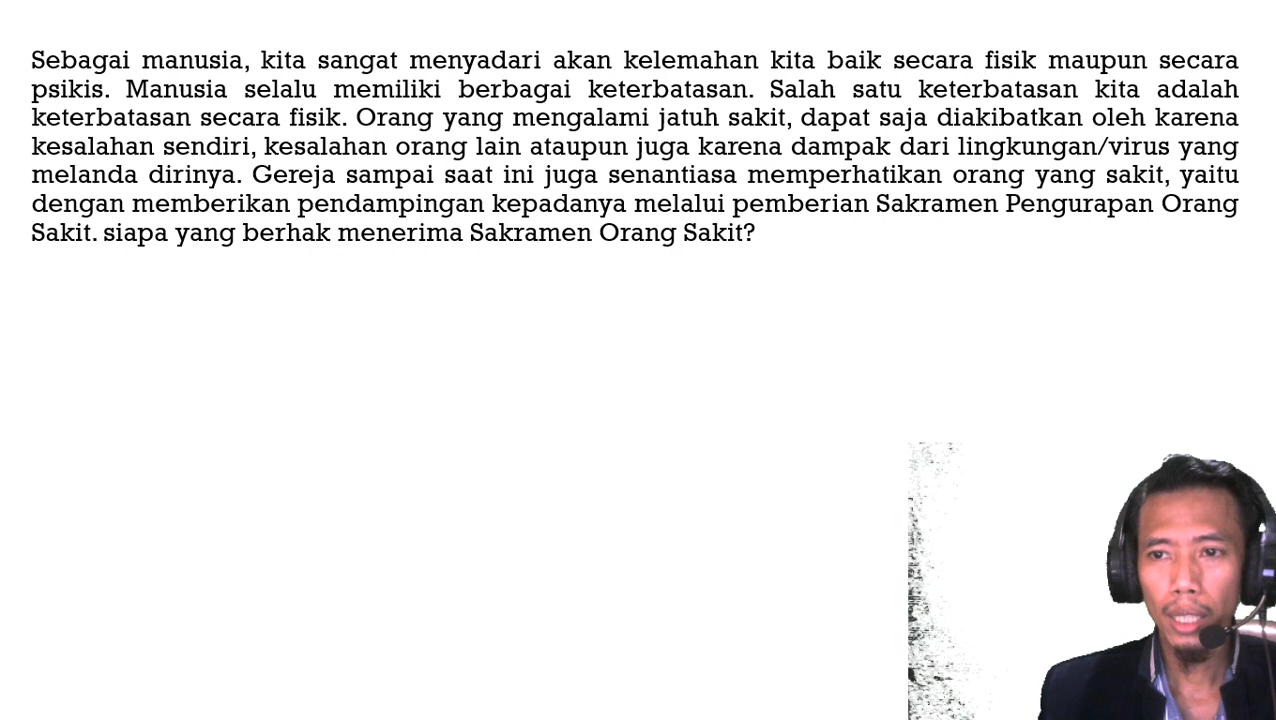 Sebagai manusia, kita sangat menyadari akan kelemahan kita baik secara fisik maupun secara
psikis. Manusia selalu memiliki berbagai keterbatasan. Salah satu keterbatasan kita adalah
keterbatasan secara fisik. Orang yang mengalami jatuh sakit, dapat saja diakibatkan oleh karena
kesalahan sendiri, kesalahan orang lain ataupun juga karena dampak dari lingkungan/virus yang
melanda dirinya. Gereja sampai saat ini juga senantiasa memperhatikan orang yang sakit, yaitu
dengan memberikan pendampingan kepadanya melalui pemberian Sakramen Pengurapan Orang
Sakit. siapa yang berhak menerima Sakramen Orang Sakit?